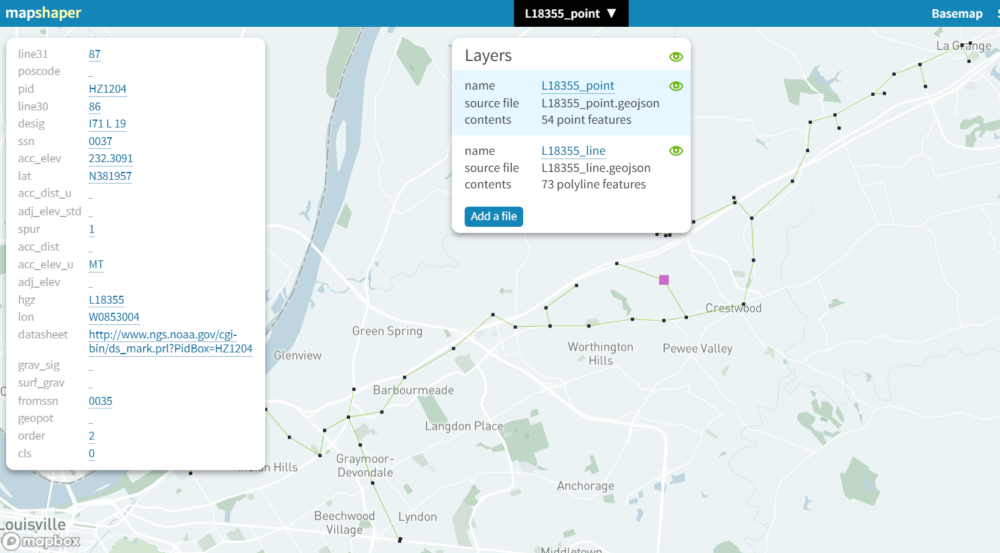 mapshaper
L18355_point ▼
Basemap
line31 87
poscode
pid HZ1204
line30 86
desig I71 L 19
ssn 0037
acc_elev 232.3091
lat N381957
acc_dist_u
adj_elev_std
spur 1
acc_dist
acc_elev_u MT
adj_elev
hgz L18355
lon W0853004
datasheet http://www.ngs.noaa.gov/cgi-
bin/ds_mark.prl?PidBox=HZ1204
grav_sig
surf_grav
fromssn 0035
geopot
order 2
cls 0
Layers
name L18355_point
source file L18355_point.geojson
contents 54 point features
name L18355_line
source file L18355_line.geojson
contents 73 polyline features
Add a file
La Grange
Crestwood
Green Spring
Worthington
Hills
Pewee Valley
Glenview
Barbourmeade
Langdon Place
Graymoor-
Devondale
Indian Hills
Anchorage
Beechwood
Village
Lyndon
Louisville
mapbox
Middletown